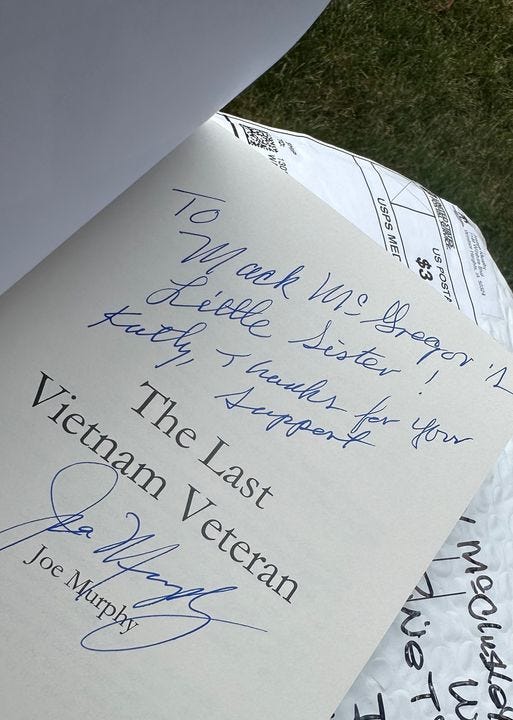 To
Mack McGregor's
Little Sister!
Kathy, Thanks for your
Support
The Last
Vietnam Veteran
Joe Murphy
Joe Murphy
USPS MED
US POSTA
$3